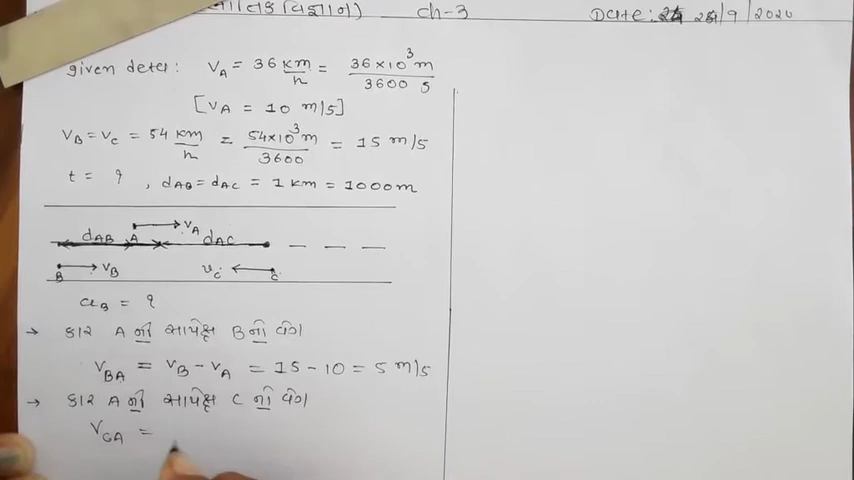 વિજ્ઞાન) ch-3 Date: 25/9/2020
given deter: V_A = 36 km/h = 36×10³ m / 3600 s
[V_A = 10 m/s]
V_B = V_C = 54 km/h = 54×10³ m / 3600 = 15 m/s
t = ? , d_AB = d_AC = 1 km = 1000 m
V_A
d_AB A d_AC
B V_B V_C C
a_B = ?
→ કાર A ની સાપેક્ષે B નો વેગ
V_BA = V_B - V_A = 15 - 10 = 5 m/s
→ કાર A ની સાપેક્ષે C નો વેગ
V_CA =